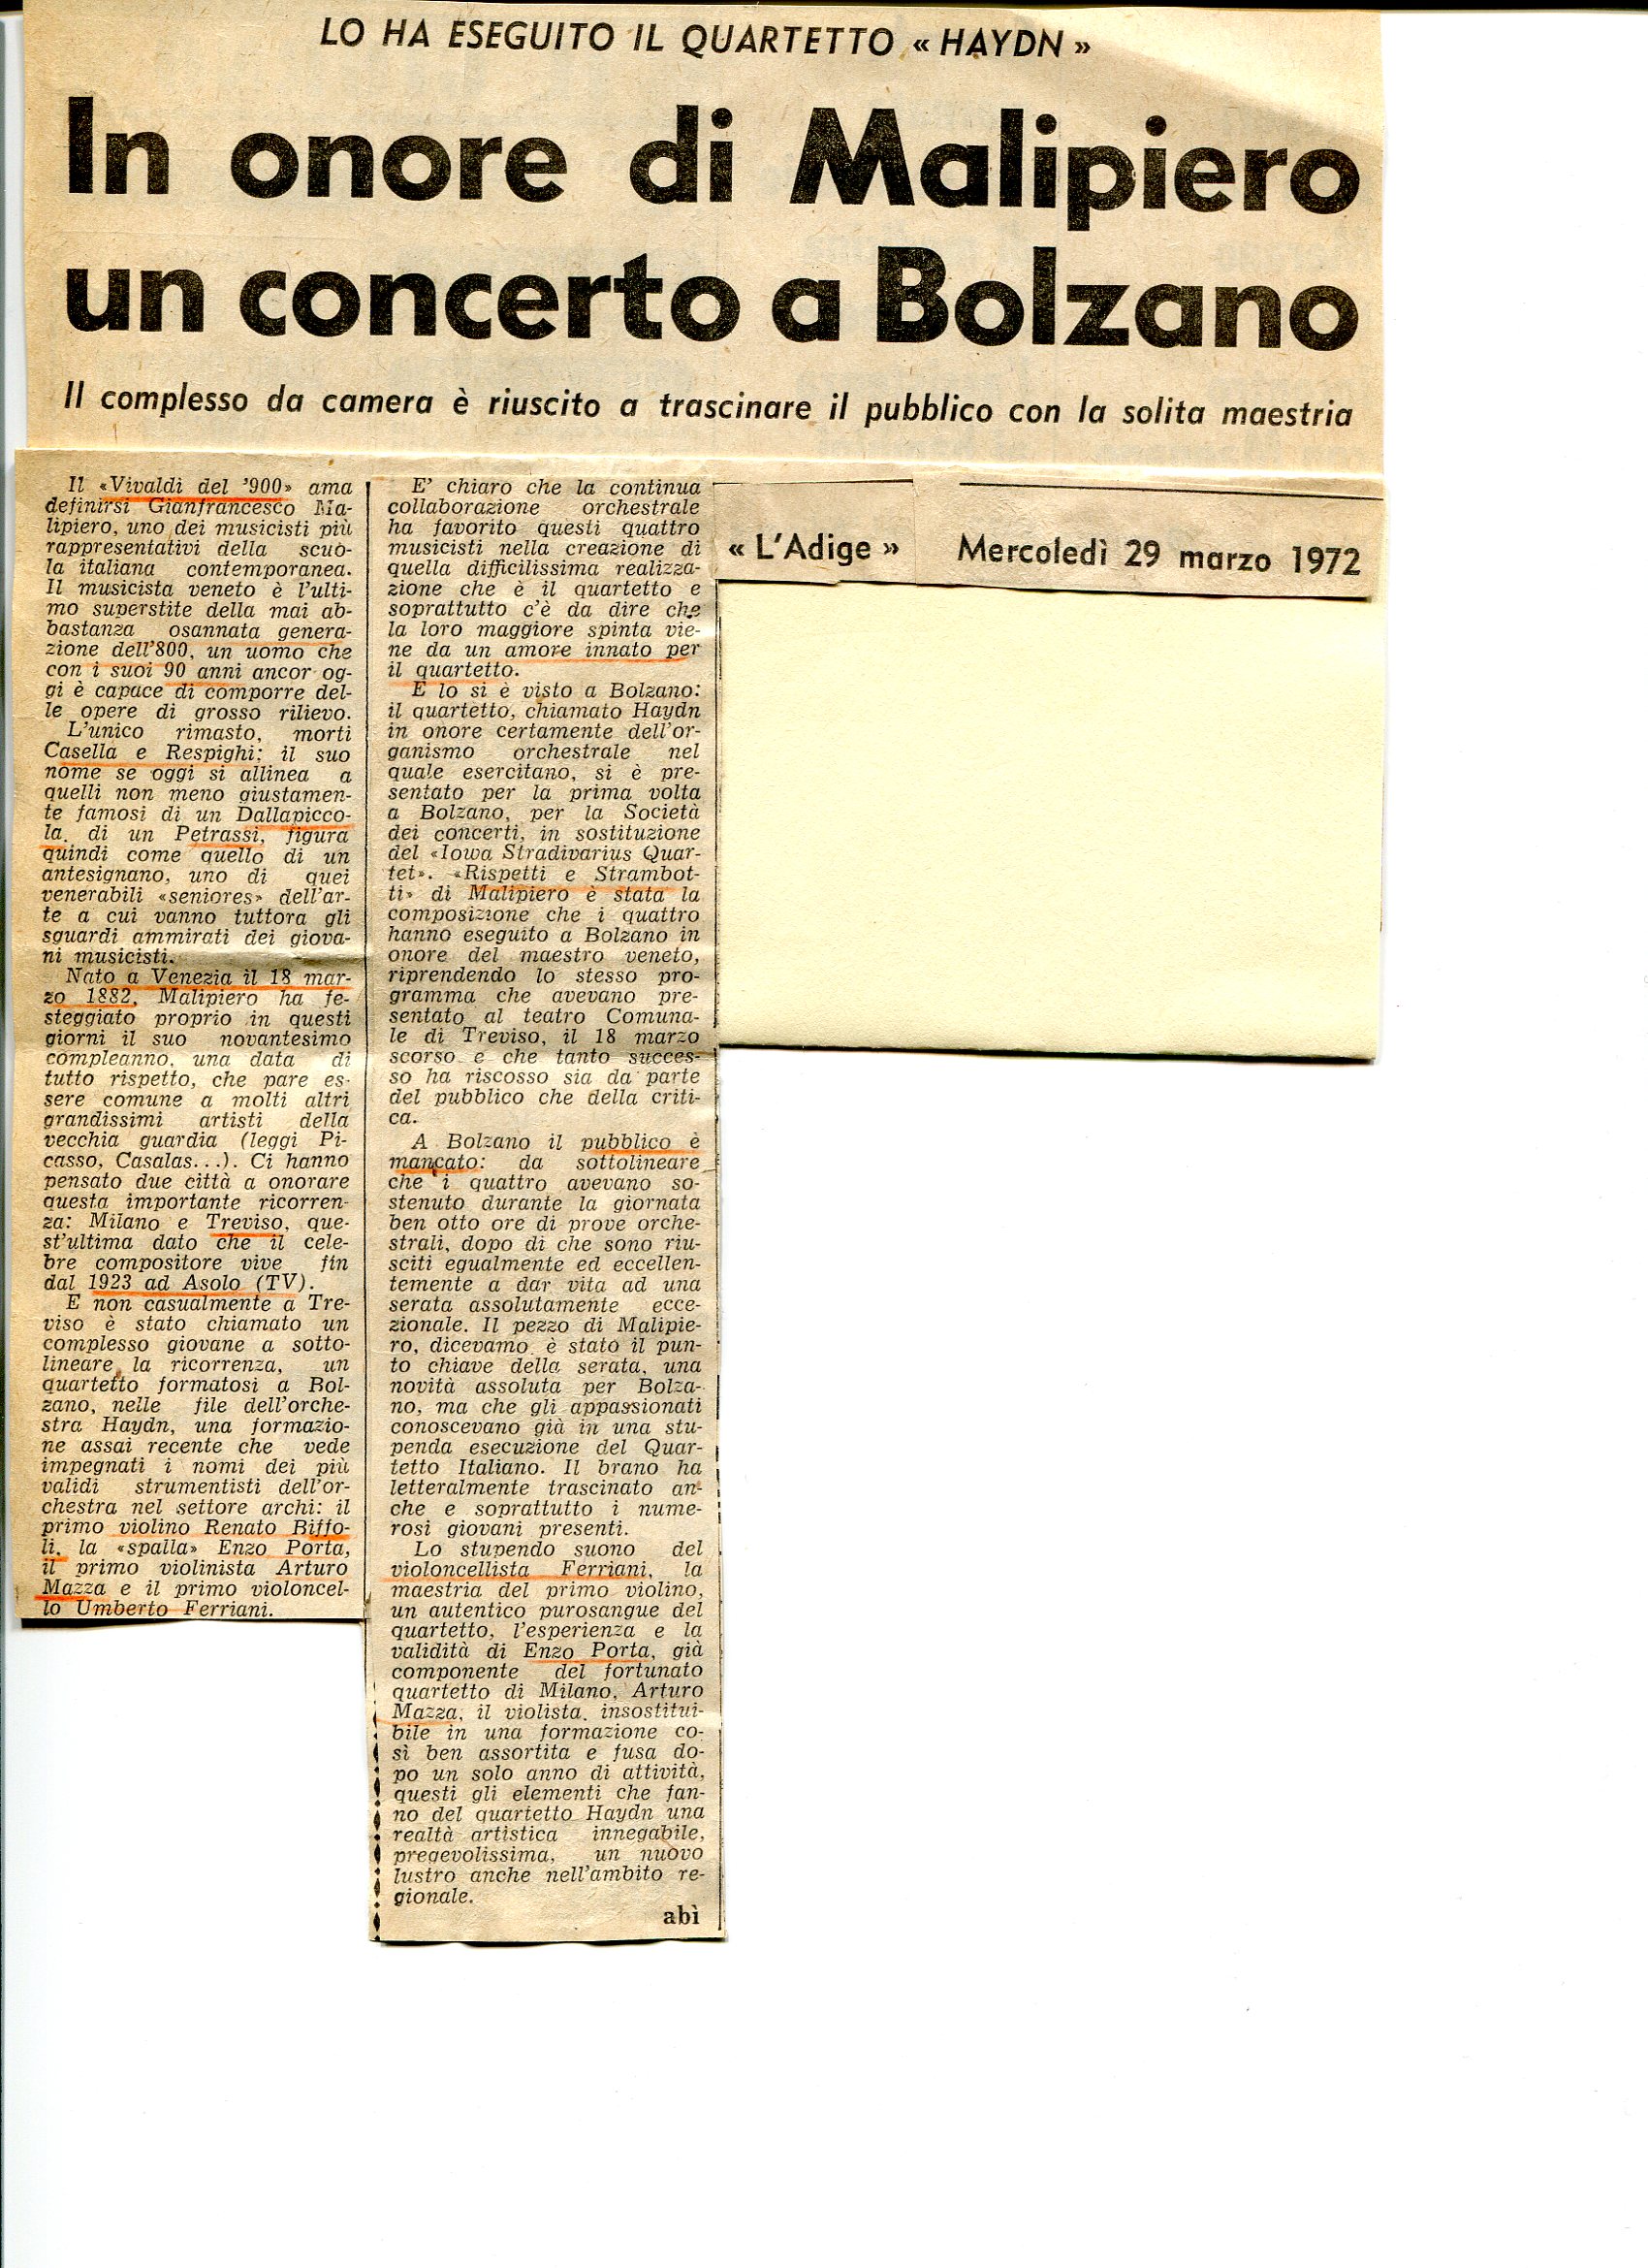 LO HA ESEGUITO IL QUARTETTO « HAYDN »
In onore di Malipiero
un concerto a Bolzano
Il complesso da camera è riuscito a trascinare il pubblico con la solita maestria
Il «Vivaldi del '900» ama
definirsi Gianfrancesco Ma-
lipiero, uno dei musicisti più
rappresentativi della scuo-
la italiana contemporanea.
Il musicista veneto è l'ulti-
mo superstite della mai ab-
bastanza osannata genera-
zione dell'800, un uomo che
con i suoi 90 anni ancor og-
gi è capace di comporre del-
le opere di grosso rilievo.
L'unico rimasto, morti
Casella e Respighi; il suo
nome se oggi si allinea a
quelli non meno giustamen-
te famosi di un Dallapicco-
la, di un Petrassi, figura
quindi come quello di un
antesignano, uno di quei
venerabili «seniores» dell'ar-
te a cui vanno tuttora gli
sguardi ammirati dei giova-
ni musicisti.
Nato a Venezia il 18 mar-
zo 1882, Malipiero ha fe-
steggiato proprio in questi
giorni il suo novantesimo
compleanno, una data di
tutto rispetto, che pare es-
sere comune a molti altri
grandissimi artisti della
vecchia guardia (leggi Pi-
casso, Casalas...). Ci hanno
pensato due città a onorare
questa importante ricorren-
za: Milano e Treviso, que-
st'ultima dato che il cele-
bre compositore vive fin
dal 1923 ad Asolo (TV).
E non casualmente a Tre-
viso è stato chiamato un
complesso giovane a sotto-
lineare la ricorrenza, un
quartetto formatosi a Bol-
zano, nelle file dell'orche-
stra Haydn, una formazio-
ne assai recente che vede
impegnati i nomi dei più
validi strumentisti dell'or-
chestra nel settore archi: il
primo violino Renato Biffo-
li, la «spalla» Enzo Porta,
il primo violinista Arturo
Mazza e il primo violoncel-
lo Umberto Ferriani.
E' chiaro che la continua
collaborazione orchestrale
ha favorito questi quattro
musicisti nella creazione di
quella difficilissima realizza-
zione che è il quartetto e
soprattutto c'è da dire che
la loro maggiore spinta vie-
ne da un amore innato per
il quartetto.
E lo si è visto a Bolzano:
il quartetto, chiamato Haydn
in onore certamente dell'or-
ganismo orchestrale nel
quale esercitano, si è pre-
sentato per la prima volta
a Bolzano, per la Società
dei concerti, in sostituzione
del «Iowa Stradivarius Quar-
tet». «Rispetti e Strambot-
ti» di Malipiero è stata la
composizione che i quattro
hanno eseguito a Bolzano in
onore del maestro veneto,
riprendendo lo stesso pro-
gramma che avevano pre-
sentato al teatro Comuna-
le di Treviso, il 18 marzo
scorso e che tanto succes-
so ha riscosso sia da parte
del pubblico che della criti-
ca.
A Bolzano il pubblico è
mancato: da sottolineare
che i quattro avevano so-
stenuto durante la giornata
ben otto ore di prove orche-
strali, dopo di che sono riu-
sciti egualmente ed eccellen-
temente a dar vita ad una
serata assolutamente ecce-
zionale. Il pezzo di Malipie-
ro, dicevamo, è stato il pun-
to chiave della serata, una
novità assoluta per Bolza-
no, ma che gli appassionati
conoscevano già in una stu-
penda esecuzione del Quar-
tetto Italiano. Il brano ha
letteralmente trascinato an-
che e soprattutto i nume-
rosi giovani presenti.
Lo stupendo suono del
violoncellista Ferriani, la
maestria del primo violino,
un autentico purosangue del
quartetto, l'esperienza e la
validità di Enzo Porta, già
componente del fortunato
quartetto di Milano, Arturo
Mazza, il violista, insostitui-
bile in una formazione co-
sì ben assortita e fusa do-
po un solo anno di attività,
questi gli elementi che fan-
no del quartetto Haydn una
realtà artistica innegabile,
pregevolissima, un nuovo
lustro anche nell'ambito re-
gionale.
abì
« L'Adige » Mercoledì 29 marzo 1972